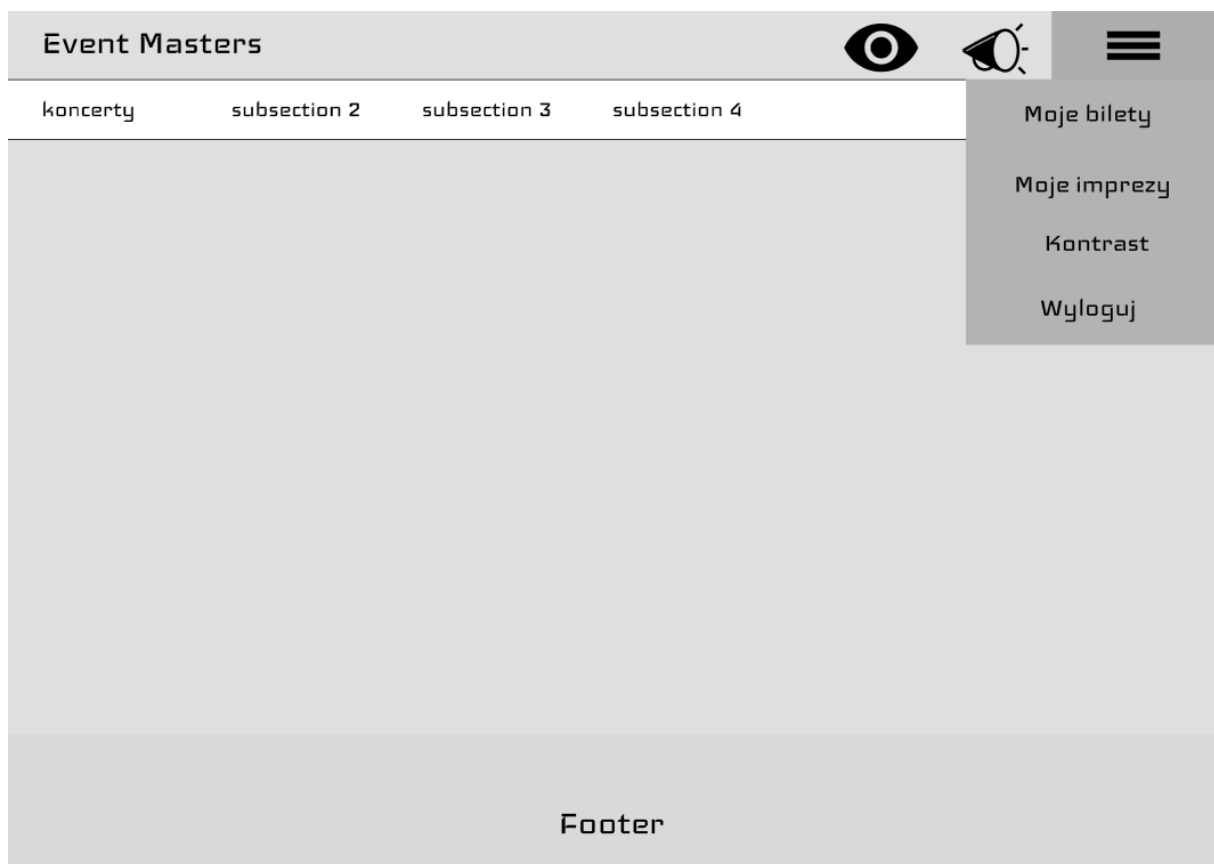 Event Masters
koncerty subsection 2 subsection 3 subsection 4
Moje bilety
Moje imprezy
Kontrast
Wyloguj
Footer